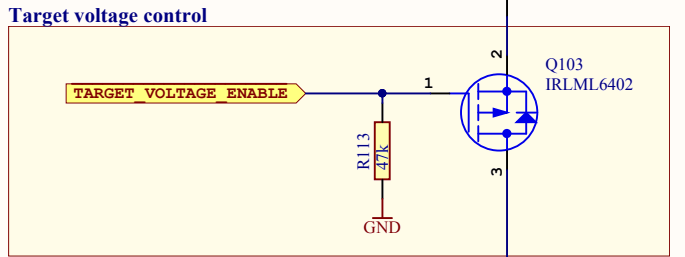 Target voltage control
2
Q103
IRLML6402
1
TARGET_VOLTAGE_ENABLE
R113
47k
3
GND